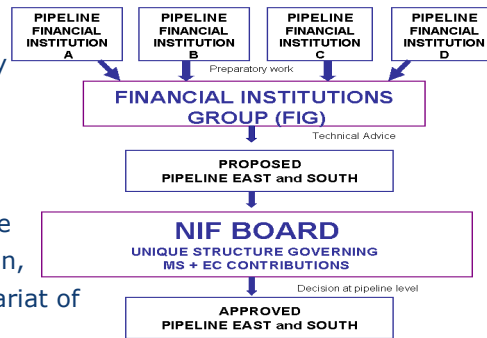 PIPELINE
FINANCIAL
INSTITUTION
A
PIPELINE
FINANCIAL
INSTITUTION
B
PIPELINE
FINANCIAL
INSTITUTION
C
PIPELINE
FINANCIAL
INSTITUTION
D
Preparatory work
FINANCIAL INSTITUTIONS
GROUP (FIG)
Technical Advice
PROPOSED
PIPELINE EAST and SOUTH
NIF BOARD
UNIQUE STRUCTURE GOVERNING
MS + EC CONTRIBUTIONS
Decision at pipeline level
APPROVED
PIPELINE EAST and SOUTH
y
e
n,
ariat of